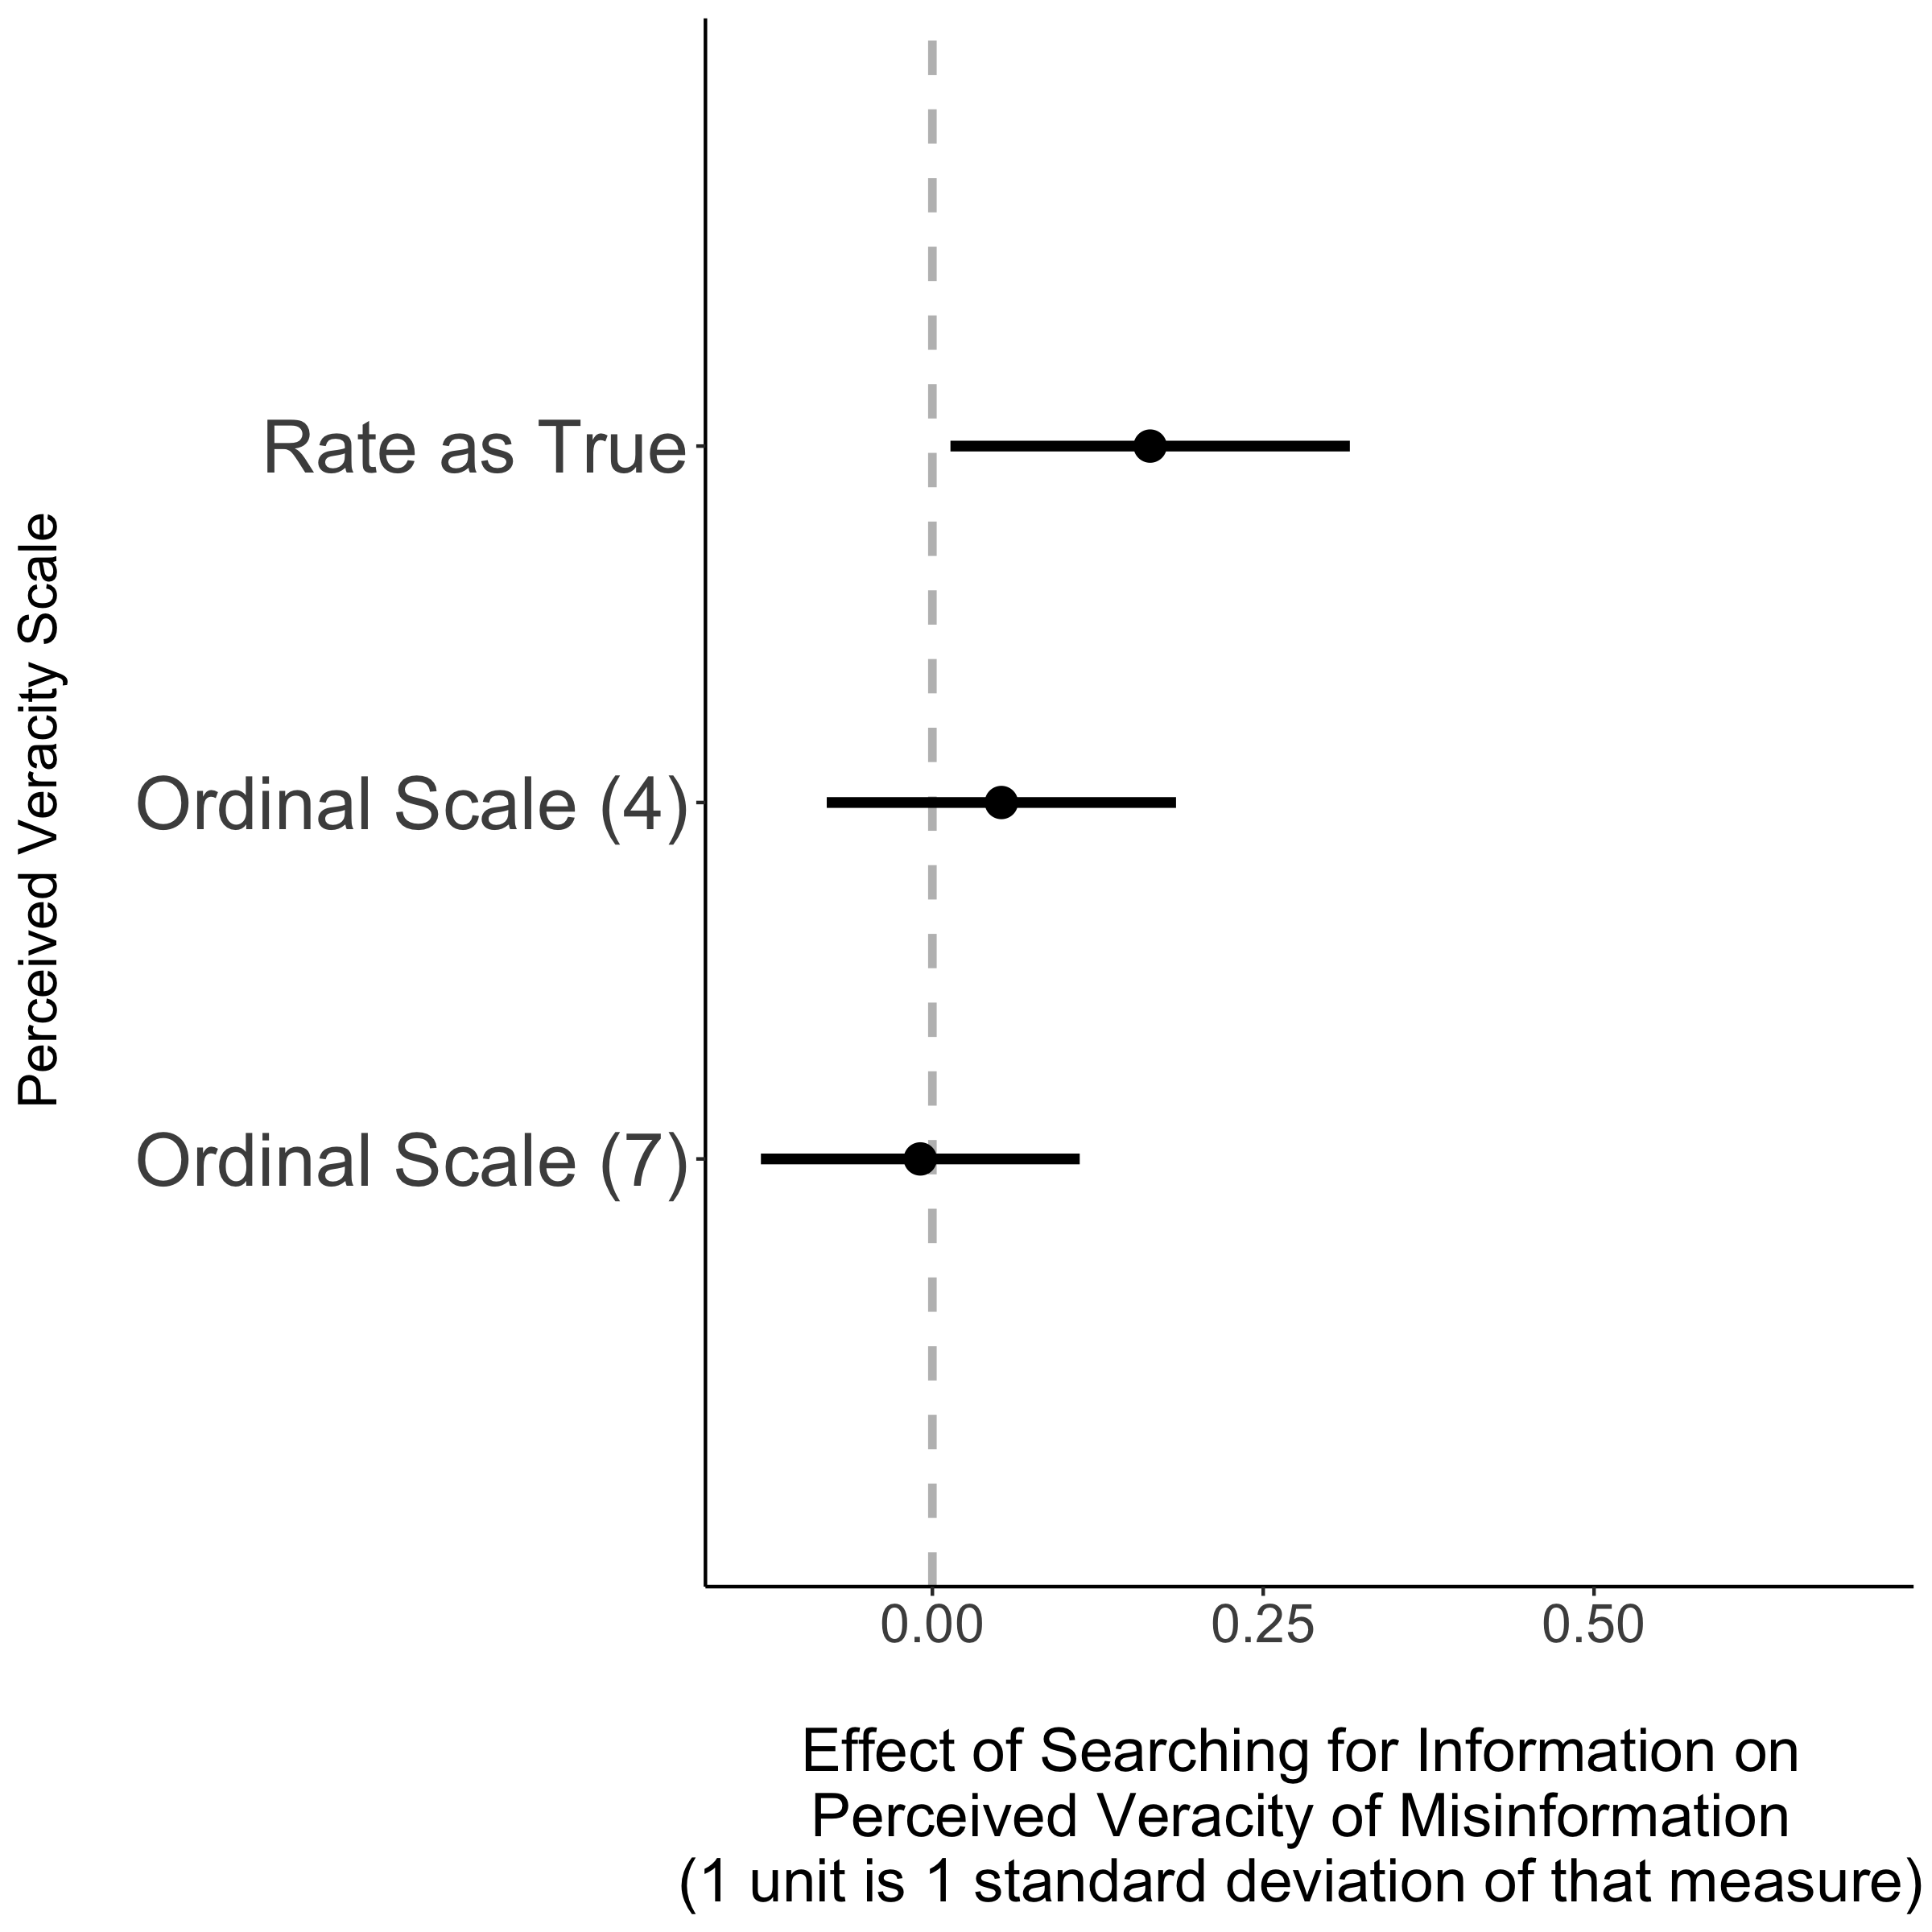 Perceived Veracity Scale
Rate as True
Ordinal Scale (4)
Ordinal Scale (7)
0.00 0.25 0.50
Effect of Searching for Information on
Perceived Veracity of Misinformation
(1 unit is 1 standard deviation of that measure)